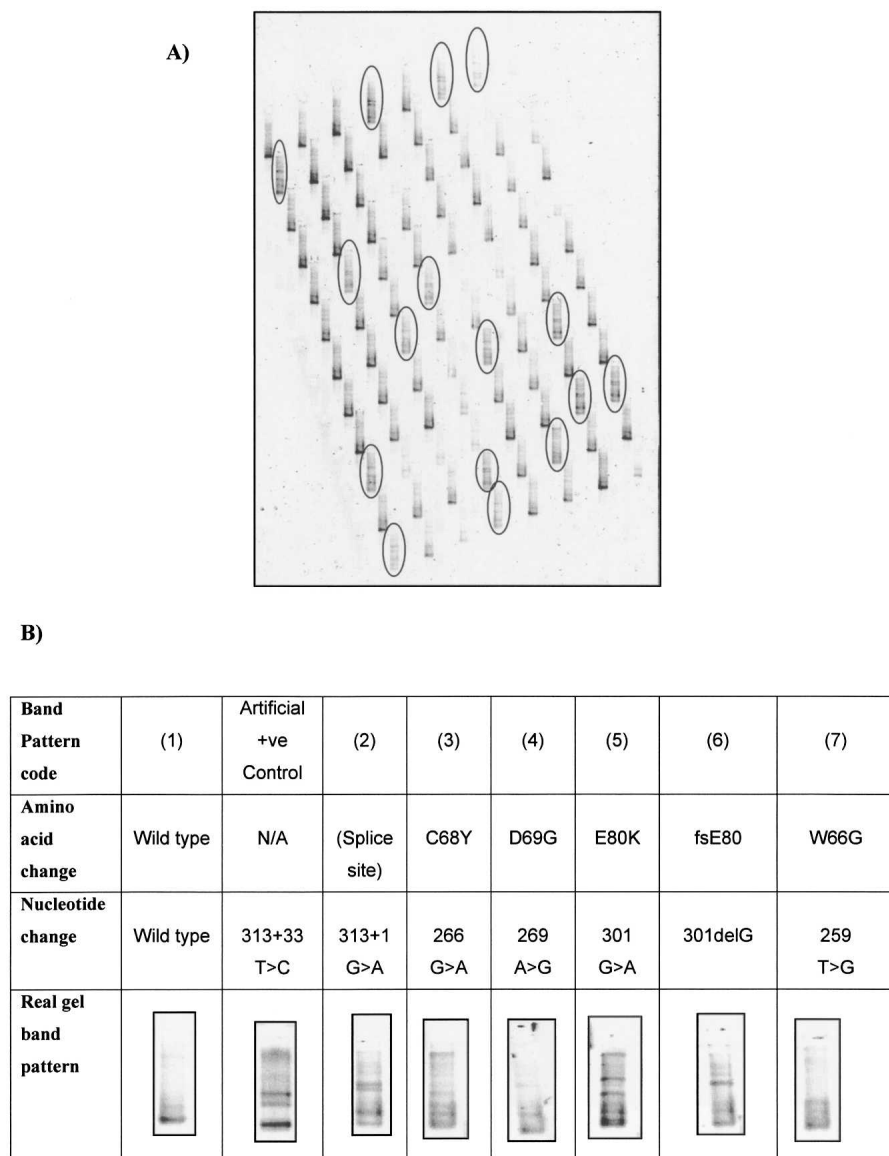 A)
B)
Band Pattern code
(1)
Artificial +ve Control
(2)
(3)
(4)
(5)
(6)
(7)
Amino acid change
Wild type
N/A
(Splice site)
C68Y
D69G
E80K
fsE80
W66G
Nucleotide change
Wild type
313+33 T>C
313+1 G>A
266 G>A
269 A>G
301 G>A
301delG
259 T>G
Real gel band pattern